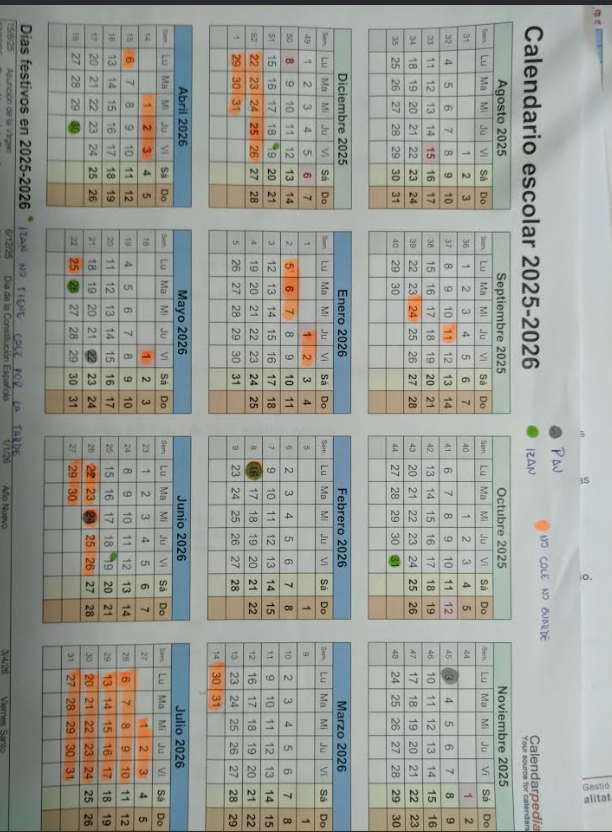 Calendario escolar 2025-2026
PAU
IZAN
NO COLE NO GUARDE
Calendarpedia
Your source for calendars
Agosto 2025
Sem. Lu Ma Mi Ju Vi Sá Do
31 1 2 3
32 4 5 6 7 8 9 10
33 11 12 13 14 15 16 17
34 18 19 20 21 22 23 24
35 25 26 27 28 29 30 31
Septiembre 2025
Sem. Lu Ma Mi Ju Vi Sá Do
36 1 2 3 4 5 6 7
37 8 9 10 11 12 13 14
38 15 16 17 18 19 20 21
39 22 23 24 25 26 27 28
40 29 30
Octubre 2025
Sem. Lu Ma Mi Ju Vi Sá Do
40 1 2 3 4 5
41 6 7 8 9 10 11 12
42 13 14 15 16 17 18 19
43 20 21 22 23 24 25 26
44 27 28 29 30 31
Noviembre 2025
Sem. Lu Ma Mi Ju Vi Sá Do
44 1 2
45 3 4 5 6 7 8 9
46 10 11 12 13 14 15 16
47 17 18 19 20 21 22 23
48 24 25 26 27 28 29 30
Diciembre 2025
Sem. Lu Ma Mi Ju Vi Sá Do
49 1 2 3 4 5 6 7
50 8 9 10 11 12 13 14
51 15 16 17 18 19 20 21
52 22 23 24 25 26 27 28
1 29 30 31
Enero 2026
Sem. Lu Ma Mi Ju Vi Sá Do
1 1 2 3 4
2 5 6 7 8 9 10 11
3 12 13 14 15 16 17 18
4 19 20 21 22 23 24 25
5 26 27 28 29 30 31
Febrero 2026
Sem. Lu Ma Mi Ju Vi Sá Do
5 1
6 2 3 4 5 6 7 8
7 9 10 11 12 13 14 15
8 16 17 18 19 20 21 22
9 23 24 25 26 27 28
Marzo 2026
Sem. Lu Ma Mi Ju Vi Sá Do
9 1
10 2 3 4 5 6 7 8
11 9 10 11 12 13 14 15
12 16 17 18 19 20 21 22
13 23 24 25 26 27 28 29
14 30 31
Abril 2026
Sem. Lu Ma Mi Ju Vi Sá Do
14 1 2 3 4 5
15 6 7 8 9 10 11 12
16 13 14 15 16 17 18 19
17 20 21 22 23 24 25 26
18 27 28 29 30
Mayo 2026
Sem. Lu Ma Mi Ju Vi Sá Do
18 1 2 3
19 4 5 6 7 8 9 10
20 11 12 13 14 15 16 17
21 18 19 20 21 22 23 24
22 25 26 27 28 29 30 31
Junio 2026
Sem. Lu Ma Mi Ju Vi Sá Do
23 1 2 3 4 5 6 7
24 8 9 10 11 12 13 14
25 15 16 17 18 19 20 21
26 22 23 24 25 26 27 28
27 29 30
Julio 2026
Sem. Lu Ma Mi Ju Vi Sá Do
27 1 2 3 4 5
28 6 7 8 9 10 11 12
29 13 14 15 16 17 18 19
30 20 21 22 23 24 25 26
31 27 28 29 30 31
Días festivos en 2025-2026 * IZAN NO TIENE COLE POR LA TARDE
15/8/25 Asunción de la Virgen 6/12/25 Día de la Constitución Española 1/1/26 Año Nuevo 3/4/26 Viernes Santo